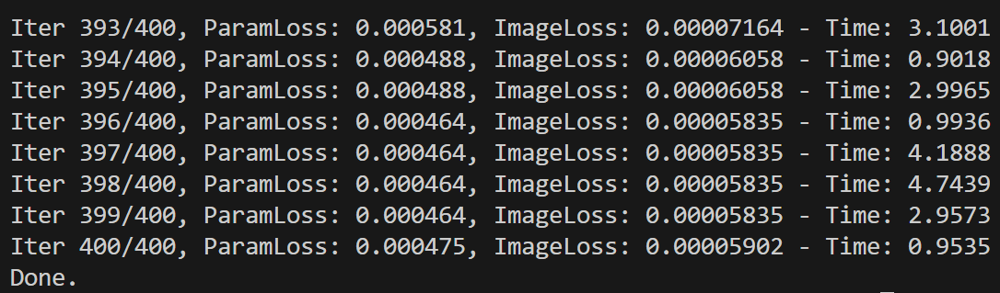 Iter 393/400, ParamLoss: 0.000581, ImageLoss: 0.00007164 - Time: 3.1001
Iter 394/400, ParamLoss: 0.000488, ImageLoss: 0.00006058 - Time: 0.9018
Iter 395/400, ParamLoss: 0.000488, ImageLoss: 0.00006058 - Time: 2.9965
Iter 396/400, ParamLoss: 0.000464, ImageLoss: 0.00005835 - Time: 0.9936
Iter 397/400, ParamLoss: 0.000464, ImageLoss: 0.00005835 - Time: 4.1888
Iter 398/400, ParamLoss: 0.000464, ImageLoss: 0.00005835 - Time: 4.7439
Iter 399/400, ParamLoss: 0.000464, ImageLoss: 0.00005835 - Time: 2.9573
Iter 400/400, ParamLoss: 0.000475, ImageLoss: 0.00005902 - Time: 0.9535
Done.